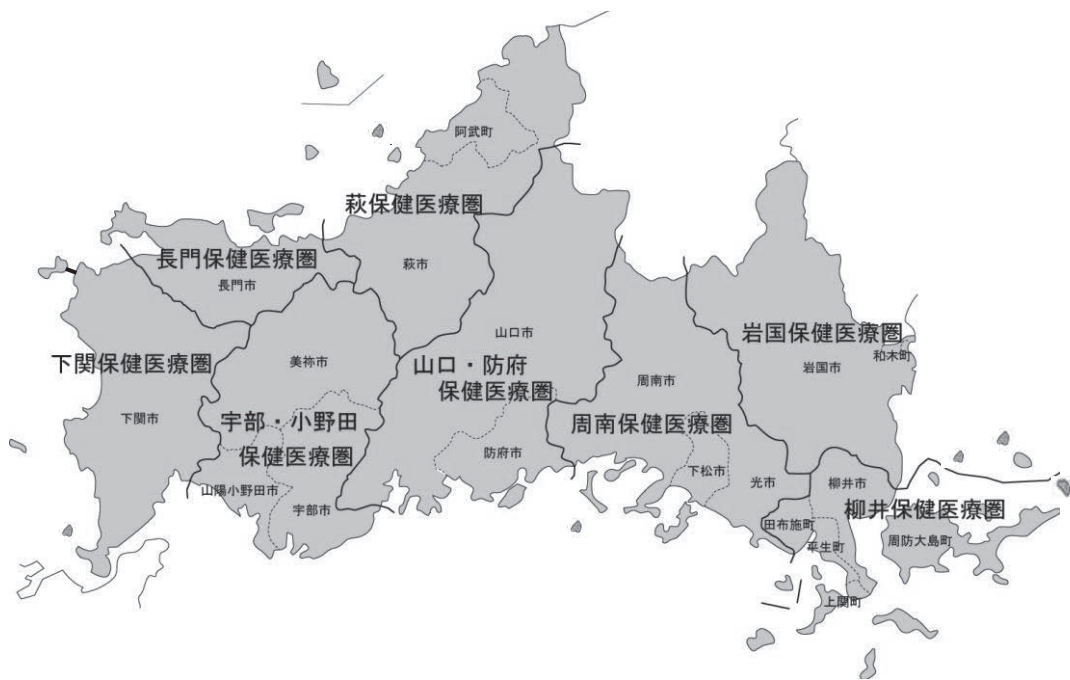 阿武町
萩保健医療圏
萩市
長門保健医療圏
長門市
下関保健医療圏
下関市
美祢市
宇部・小野田
保健医療圏
山陽小野田市
宇部市
山口市
山口・防府
保健医療圏
防府市
周南市
周南保健医療圏
下松市
光市
岩国保健医療圏
和木町
岩国市
柳井市
柳井保健医療圏
田布施町
平生町
周防大島町
上関町